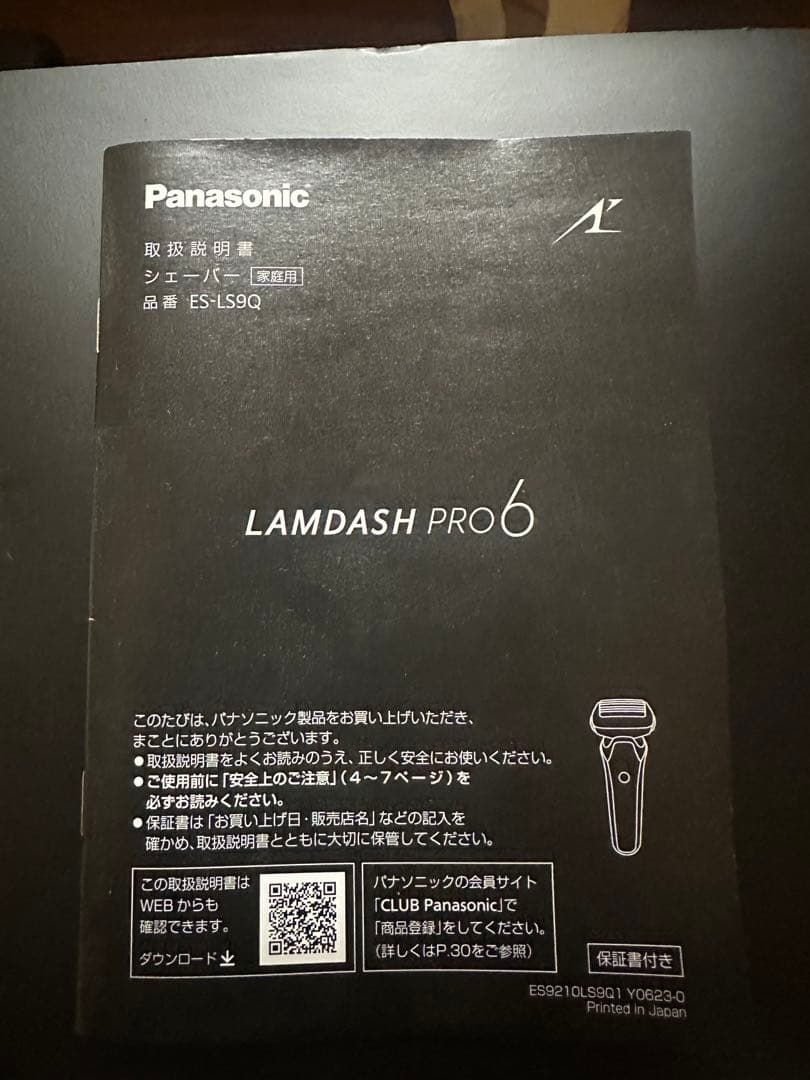 Panasonic
取扱説明書
シェーバー 家庭用
品番 ES-LS9Q
LAMDASH PRO 6
このたびは、パナソニック製品をお買い上げいただき、
まことにありがとうございます。
●取扱説明書をよくお読みのうえ、正しく安全にお使いください。
●ご使用前に「安全上のご注意」(4～7ページ)を
必ずお読みください。
●保証書は「お買い上げ日・販売店名」などの記入を
確かめ、取扱説明書とともに大切に保管してください。
この取扱説明書は
WEBからも
確認できます。
ダウンロード
パナソニックの会員サイト
「CLUB Panasonic」で
「商品登録」をしてください。
(詳しくはP.30をご参照)
保証書付き
ES9210LS9Q1 Y0623-0
Printed in Japan